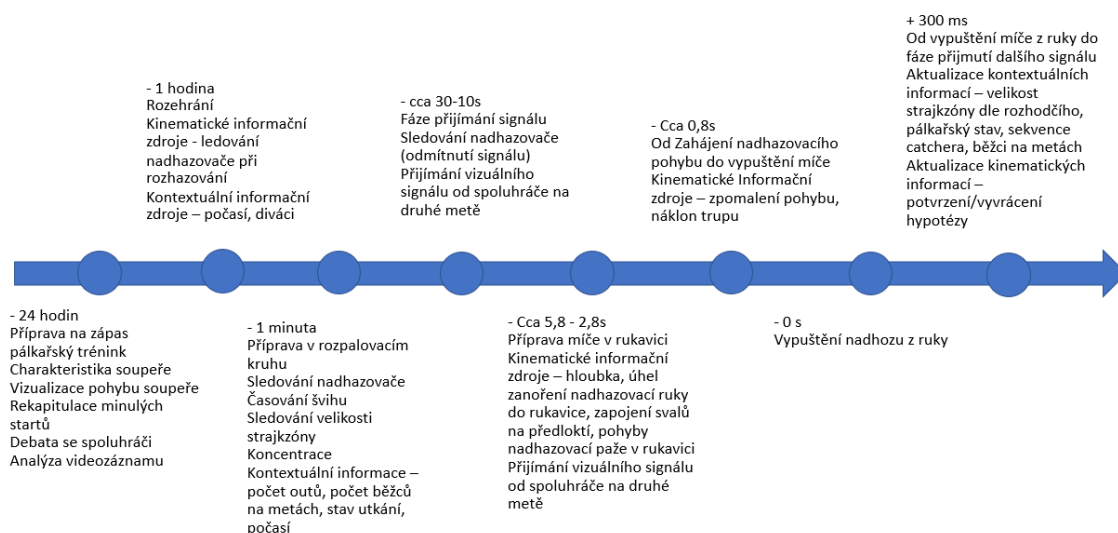 - 24 hodin
Příprava na zápas
pálkařský trénink
Charakteristika soupeře
Vizualizace pohybu soupeře
Rekapitulace minulých
startů
Debata se spoluhráči
Analýza videozáznamu
- 1 hodina
Rozehrání
Kinematické informační
zdroje - ledování
nadhazovače při
rozhazování
Kontextuální informační
zdroje – počasí, diváci
- 1 minuta
Příprava v rozpalovacím
kruhu
Sledování nadhazovače
Časování švihu
Sledování velikosti
strajkzóny
Koncentrace
Kontextuální informace –
počet outů, počet běžců
na metách, stav utkání,
počasí
- cca 30-10s
Fáze přijímání signálu
Sledování nadhazovače
(odmítnutí signálu)
Přijímání vizuálního
signálu od spoluhráče na
druhé metě
- Cca 5,8 - 2,8s
Příprava míče v rukavici
Kinematické informační
zdroje – hloubka, úhel
zanoření nadhazovací ruky
do rukavice, zapojení svalů
na předloktí, pohyby
nadhazovací paže v rukavici
Přijímání vizuálního signálu
od spoluhráče na druhé
metě
- Cca 0,8s
Od Zahájení nadhazovacího
pohybu do vypuštění míče
Kinematické Informační
zdroje – zpomalení pohybu,
náklon trupu
- 0 s
Vypuštění nadhozu z ruky
+ 300 ms
Od vypuštění míče z ruky do
fáze přijmutí dalšího signálu
Aktualizace kontextuálních
informací – velikost
strajkzóny dle rozhodčího,
pálkařský stav, sekvence
catchera, běžci na metách
Aktualizace kinematických
informací –
potvrzení/vyvrácení
hypotézy